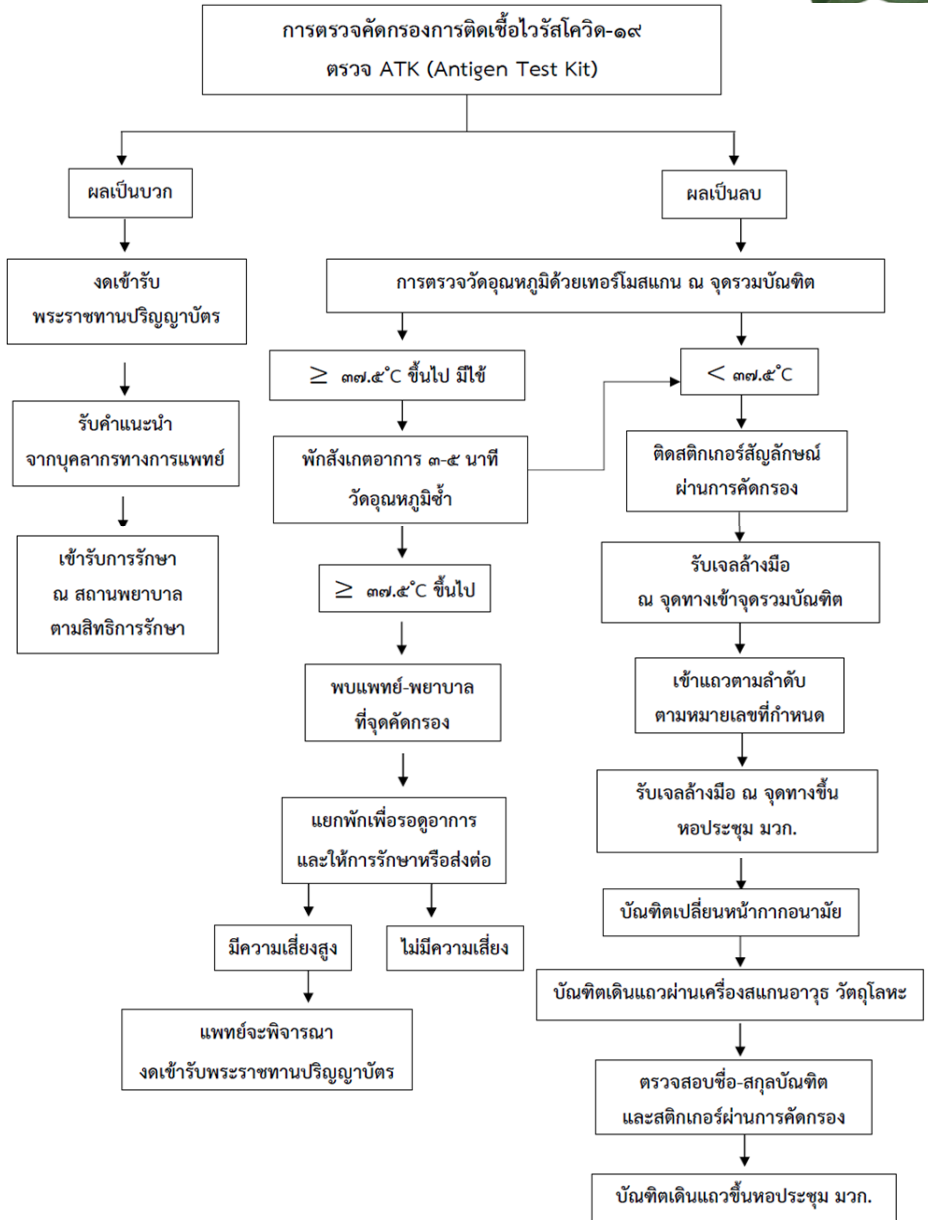 การตรวจคัดกรองการติดเชื้อไวรัสโควิด-๑๙
ตรวจ ATK (Antigen Test Kit)
ผลเป็นบวก
งดเข้ารับ
พระราชทานปริญญาบัตร
รับคำแนะนำ
จากบุคลากรทางการแพทย์
เข้ารับการรักษา
ณ สถานพยาบาล
ตามสิทธิการรักษา
ผลเป็นลบ
การตรวจวัดอุณหภูมิด้วยเทอร์โมสแกน ณ จุดรวมบัณฑิต
≥ ๓๗.๕°C ขึ้นไป มีไข้
พักสังเกตอาการ ๓-๕ นาที
วัดอุณหภูมิซ้ำ
≥ ๓๗.๕°C ขึ้นไป
พบแพทย์-พยาบาล
ที่จุดคัดกรอง
แยกพักเพื่อรอดูอาการ
และให้การรักษาหรือส่งต่อ
มีความเสี่ยงสูง
ไม่มีความเสี่ยง
แพทย์จะพิจารณา
งดเข้ารับพระราชทานปริญญาบัตร
< ๓๗.๕°C
ติดสติกเกอร์สัญลักษณ์
ผ่านการคัดกรอง
รับเจลล้างมือ
ณ จุดทางเข้าจุดรวมบัณฑิต
เข้าแถวตามลำดับ
ตามหมายเลขที่กำหนด
รับเจลล้างมือ ณ จุดทางขึ้น
หอประชุม มวก.
บัณฑิตเปลี่ยนหน้ากากอนามัย
บัณฑิตเดินแถวผ่านเครื่องสแกนอาวุธ วัตถุโลหะ
ตรวจสอบชื่อ-สกุลบัณฑิต
และสติกเกอร์ผ่านการคัดกรอง
บัณฑิตเดินแถวขึ้นหอประชุม มวก.